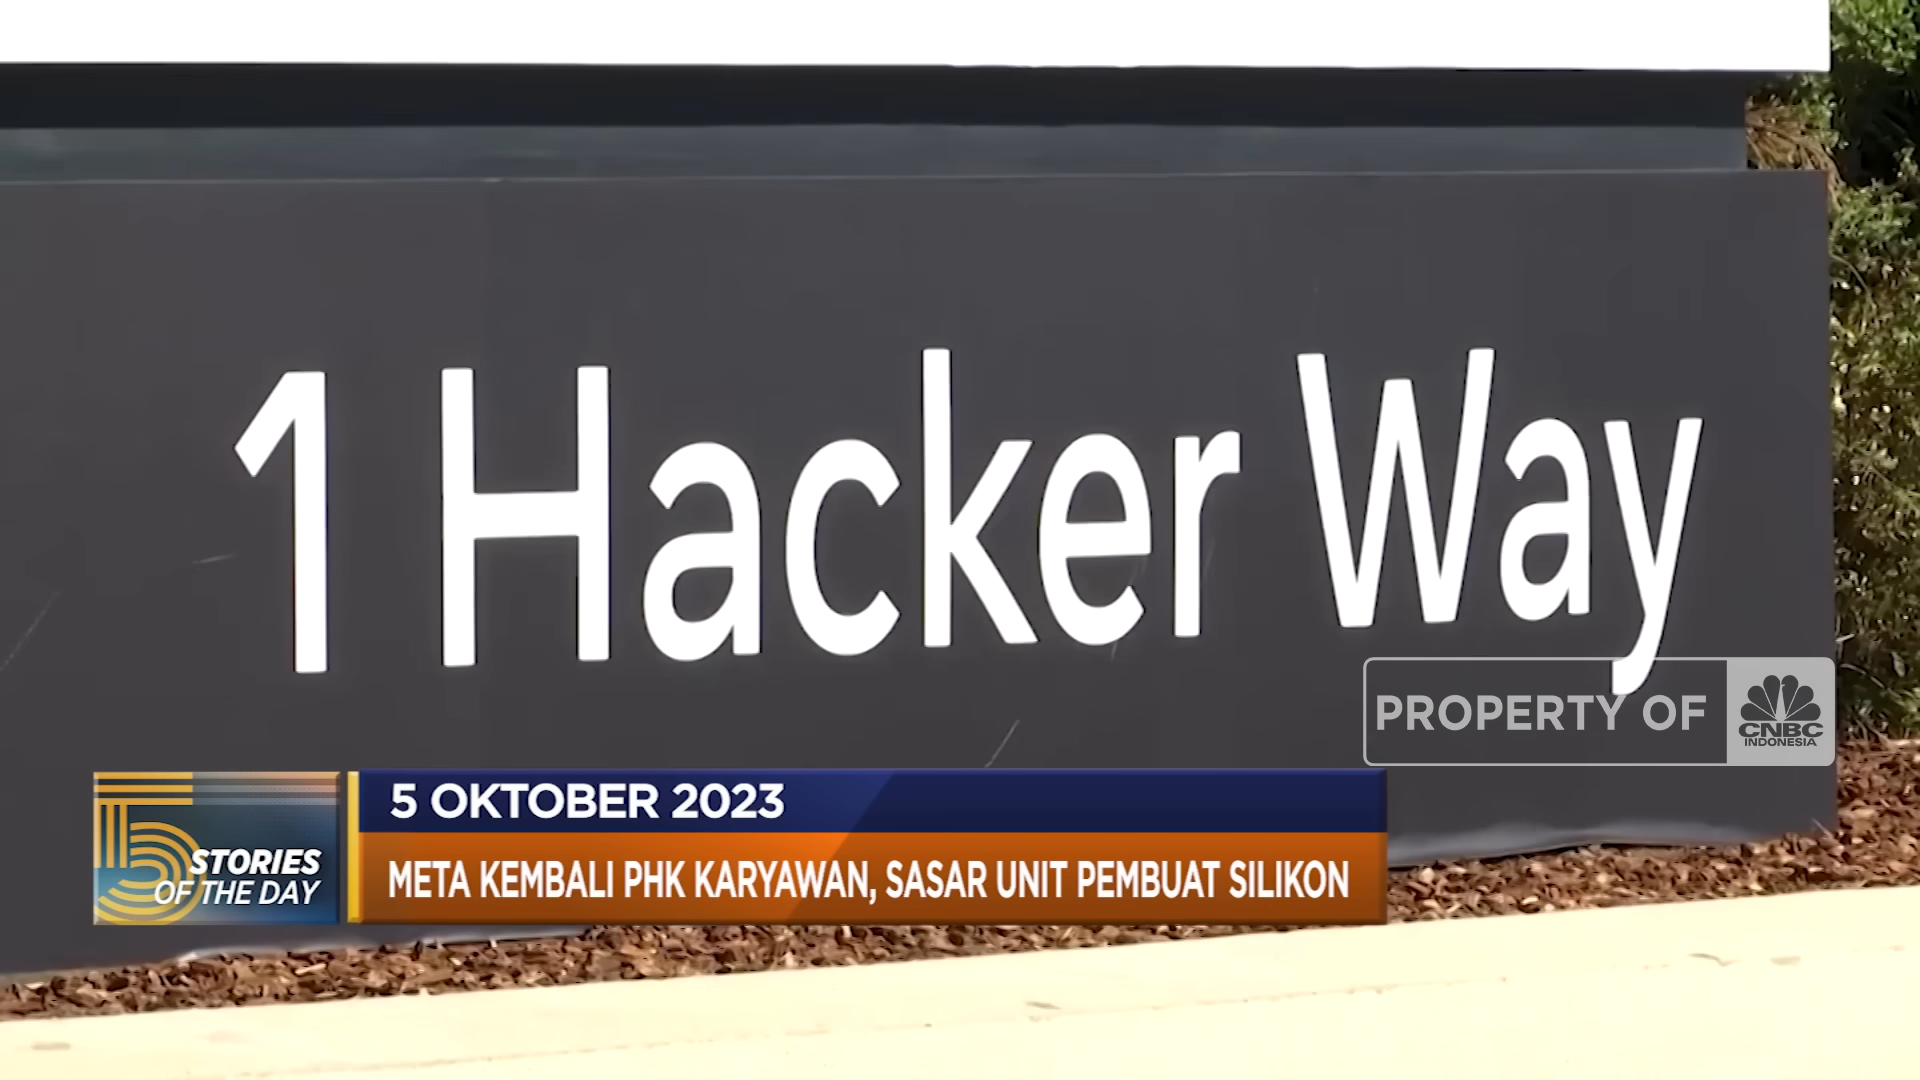 1 Hacker Way
PROPERTY OF
CNBC
INDONESIA
5 OKTOBER 2023
5
STORIES
OF THE DAY
META KEMBALI PHK KARYAWAN, SASAR UNIT PEMBUAT SILIKON